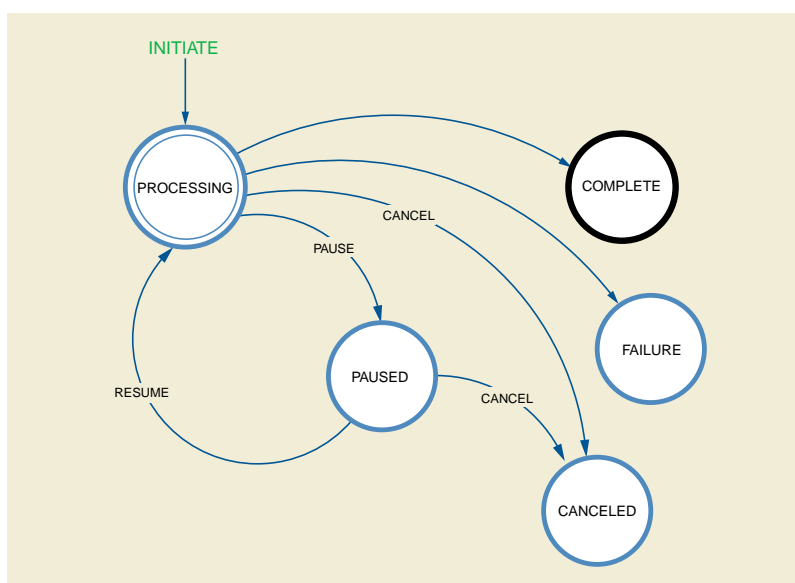 INITIATE
PROCESSING
COMPLETE
CANCEL
PAUSE
FAILURE
PAUSED
RESUME
CANCEL
CANCELED